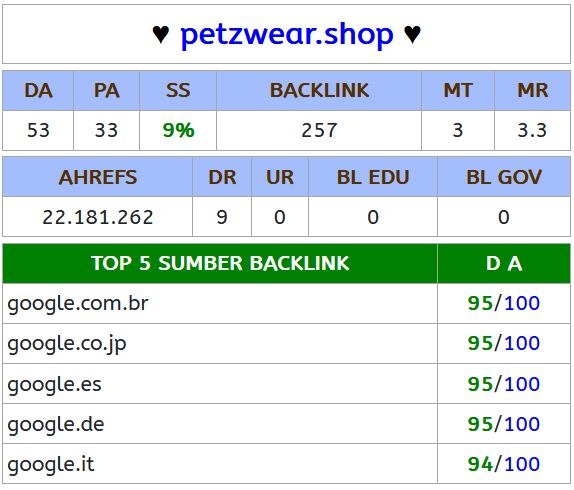 ♥ petzwear.shop ♥
DA PA SS BACKLINK MT MR
53 33 9% 257 3 3.3
AHREFS DR UR BL EDU BL GOV
22.181.262 9 0 0 0
TOP 5 SUMBER BACKLINK D A
google.com.br 95/100
google.co.jp 95/100
google.es 95/100
google.de 95/100
google.it 94/100